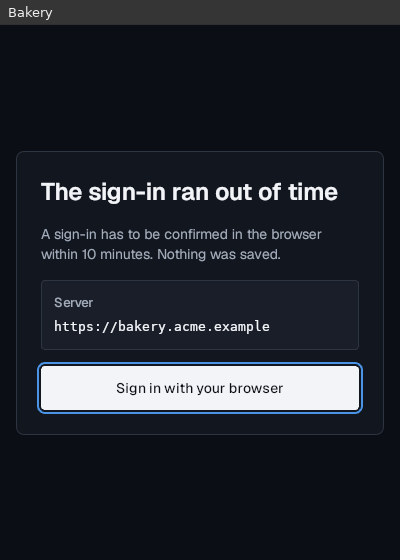 Bakery
The sign-in ran out of time
A sign-in has to be confirmed in the browser
within 10 minutes. Nothing was saved.
Server
https://bakery.acme.example
Sign in with your browser